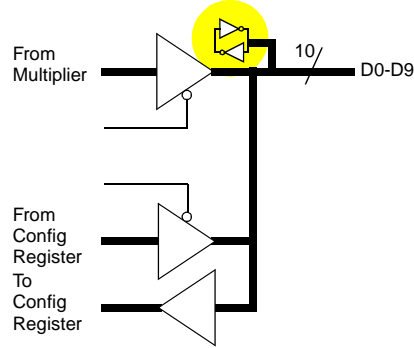 From
Multiplier
10
D0-D9
From
Config
Register
To
Config
Register